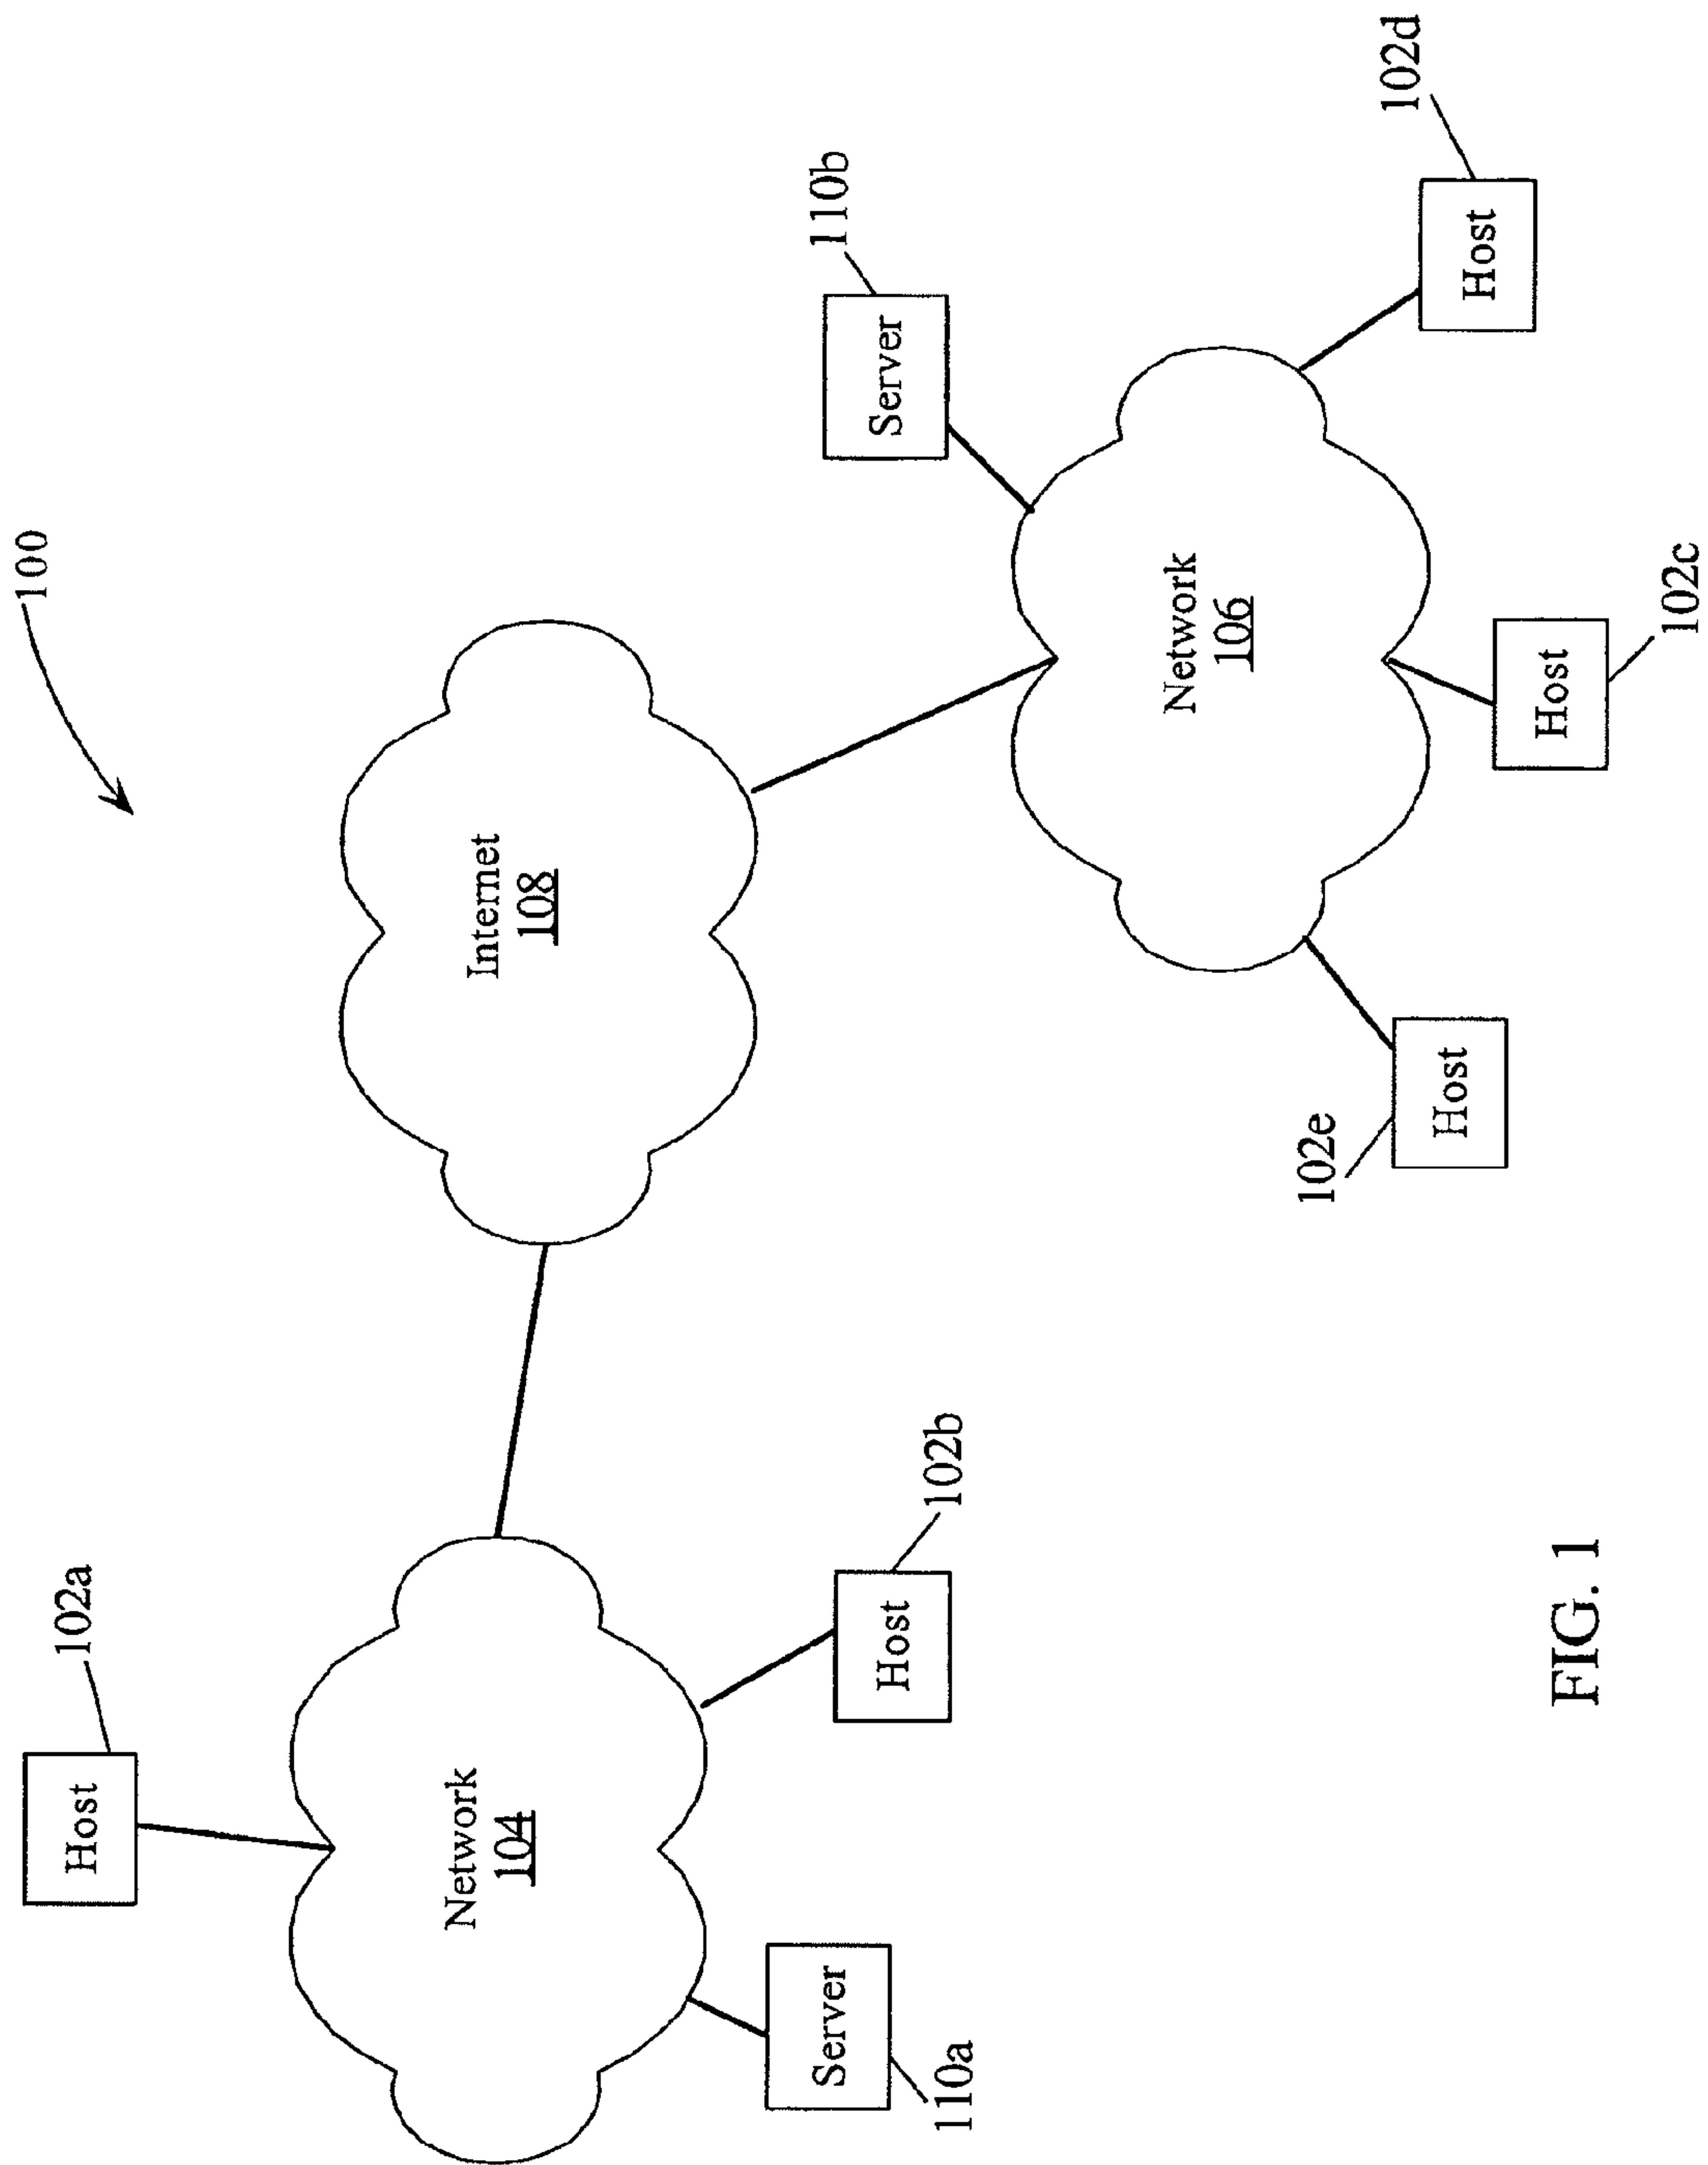 100
102a
Host
Network
104
Server
110a
Host
102b
Internet
108
Server
110b
Network
106
Host
102e
Host
102c
Host
102d
FIG. 1